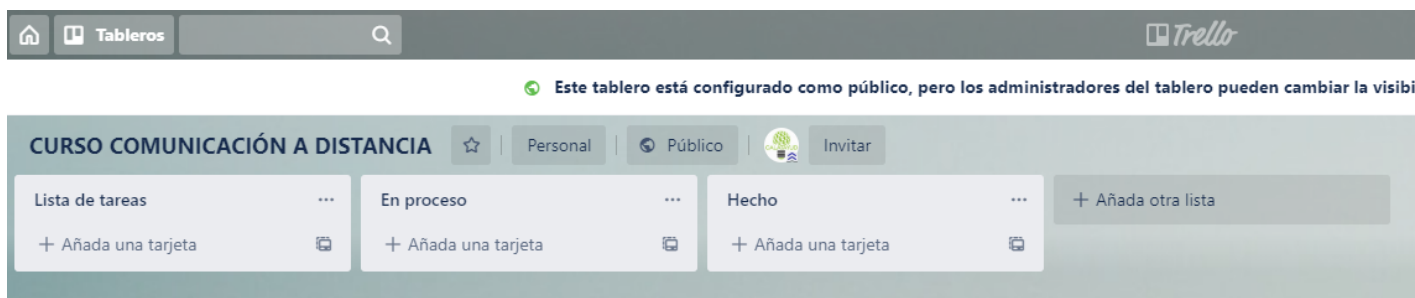 Tableros
Trello
Este tablero está configurado como público, pero los administradores del tablero pueden cambiar la visibi
CURSO COMUNICACIÓN A DISTANCIA Personal Público Invitar
Lista de tareas En proceso Hecho + Añada otra lista
+ Añada una tarjeta + Añada una tarjeta + Añada una tarjeta